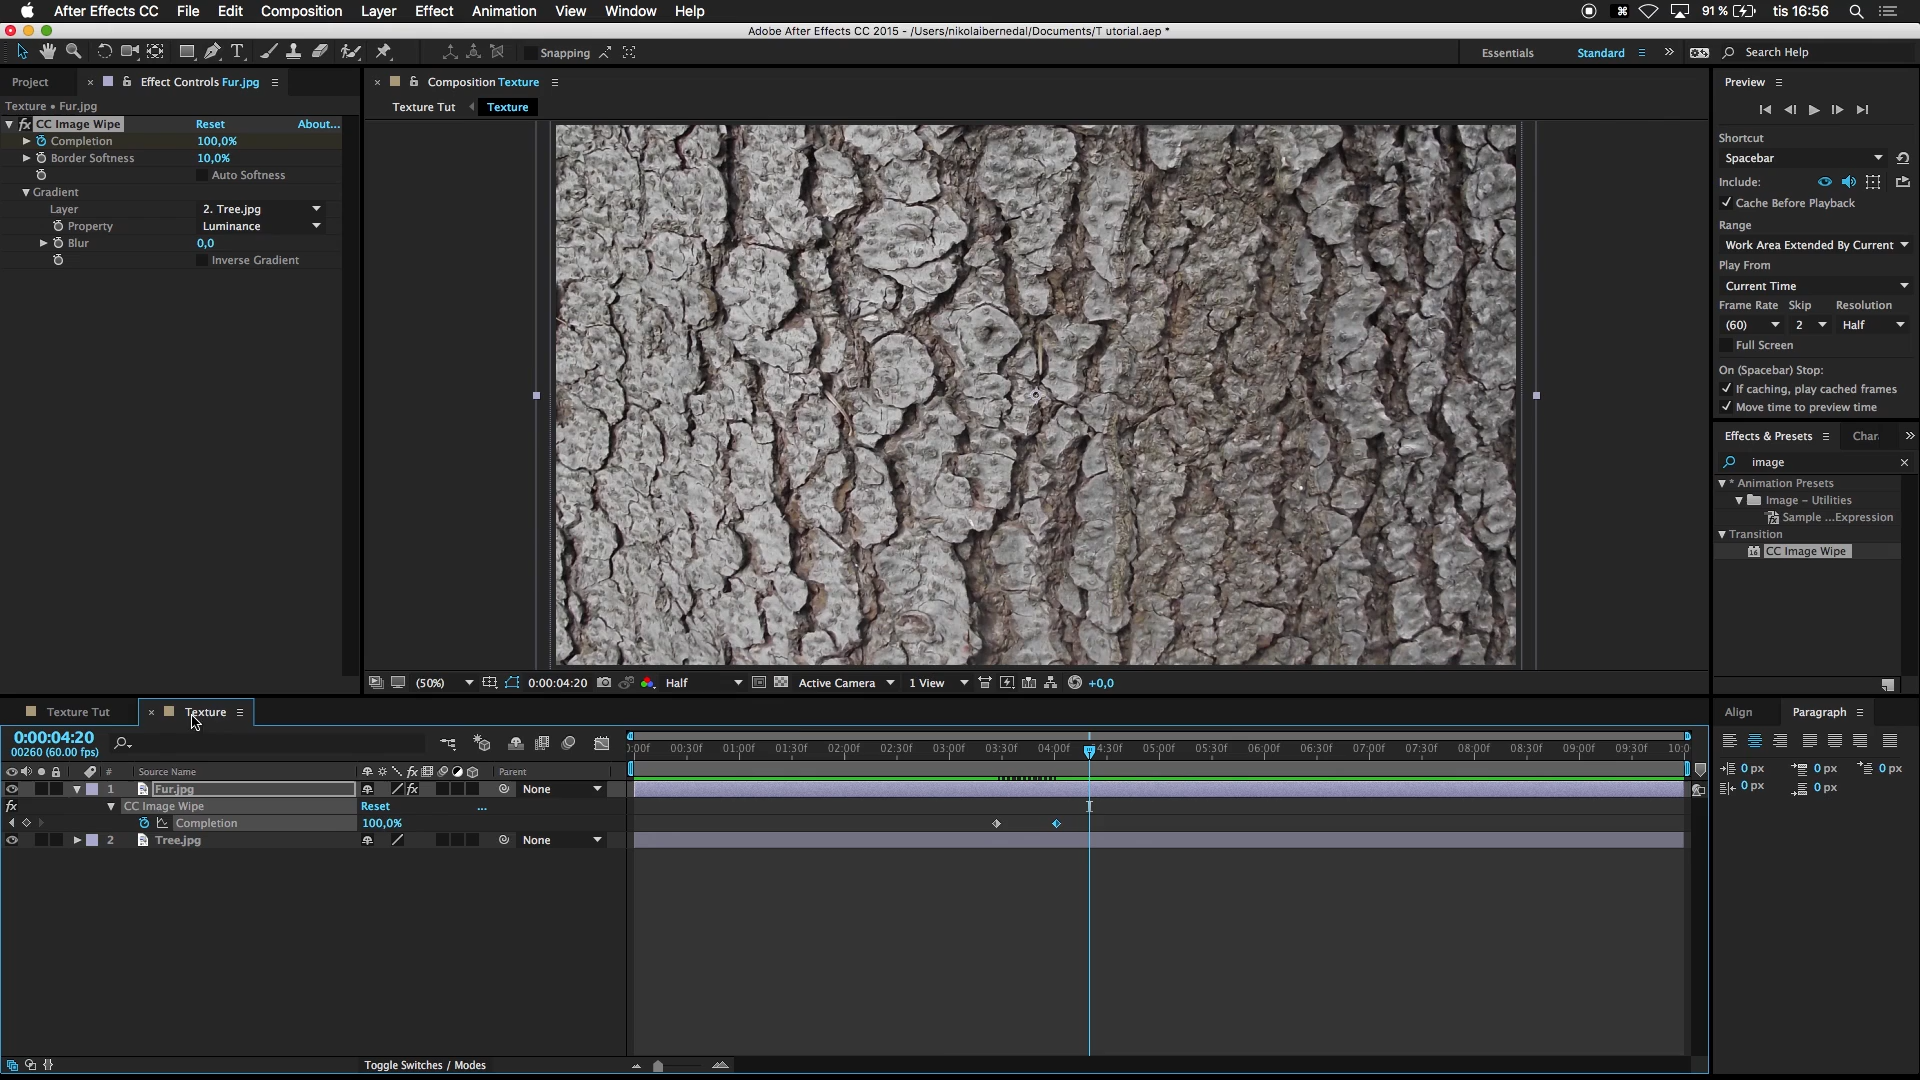 After Effects CC File Edit Composition Layer Effect Animation View Window Help 91 % tis 16:56
Adobe After Effects CC 2015 - /Users/nikolaibernedal/Documents/T utorial.aep *
T Snapping Essentials Standard Search Help
Project Effect Controls Fur.jpg
Texture • Fur.jpg
CC Image Wipe Reset About...
Completion 100,0%
Border Softness 10,0%
Auto Softness
Gradient
Layer 2. Tree.jpg
Property Luminance
Blur 0,0
Inverse Gradient
Composition Texture
Texture Tut Texture
(50%) 0:00:04:20 Half Active Camera 1 View +0,0
Preview
Shortcut
Spacebar
Include:
Cache Before Playback
Range
Work Area Extended By Current
Play From
Current Time
Frame Rate Skip Resolution
(60) 2 Half
Full Screen
On (Spacebar) Stop:
If caching, play cached frames
Move time to preview time
Effects & Presets Char
image
* Animation Presets
Image – Utilities
Sample ...Expression
Transition
CC Image Wipe
Texture Tut Texture
0:00:04:20
00260 (60.00 fps)
:00f 00:30f 01:00f 01:30f 02:00f 02:30f 03:00f 03:30f 04:00f 4:30f 05:00f 05:30f 06:00f 06:30f 07:00f 07:30f 08:00f 08:30f 09:00f 09:30f 10:0
# Source Name fx Parent
1 Fur.jpg fx None
fx CC Image Wipe Reset ...
Completion 100,0%
2 Tree.jpg None
Toggle Switches / Modes
Align Paragraph
0 px 0 px 0 px
0 px 0 px